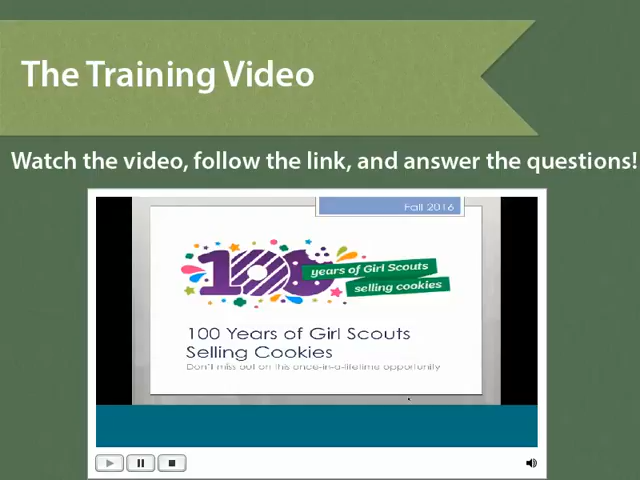 The Training Video
Watch the video, follow the link, and answer the questions!
Fall 2016
100
years of Girl Scouts
selling cookies
100 Years of Girl Scouts
Selling Cookies
Don't miss out on this once-in-a-lifetime opportunity